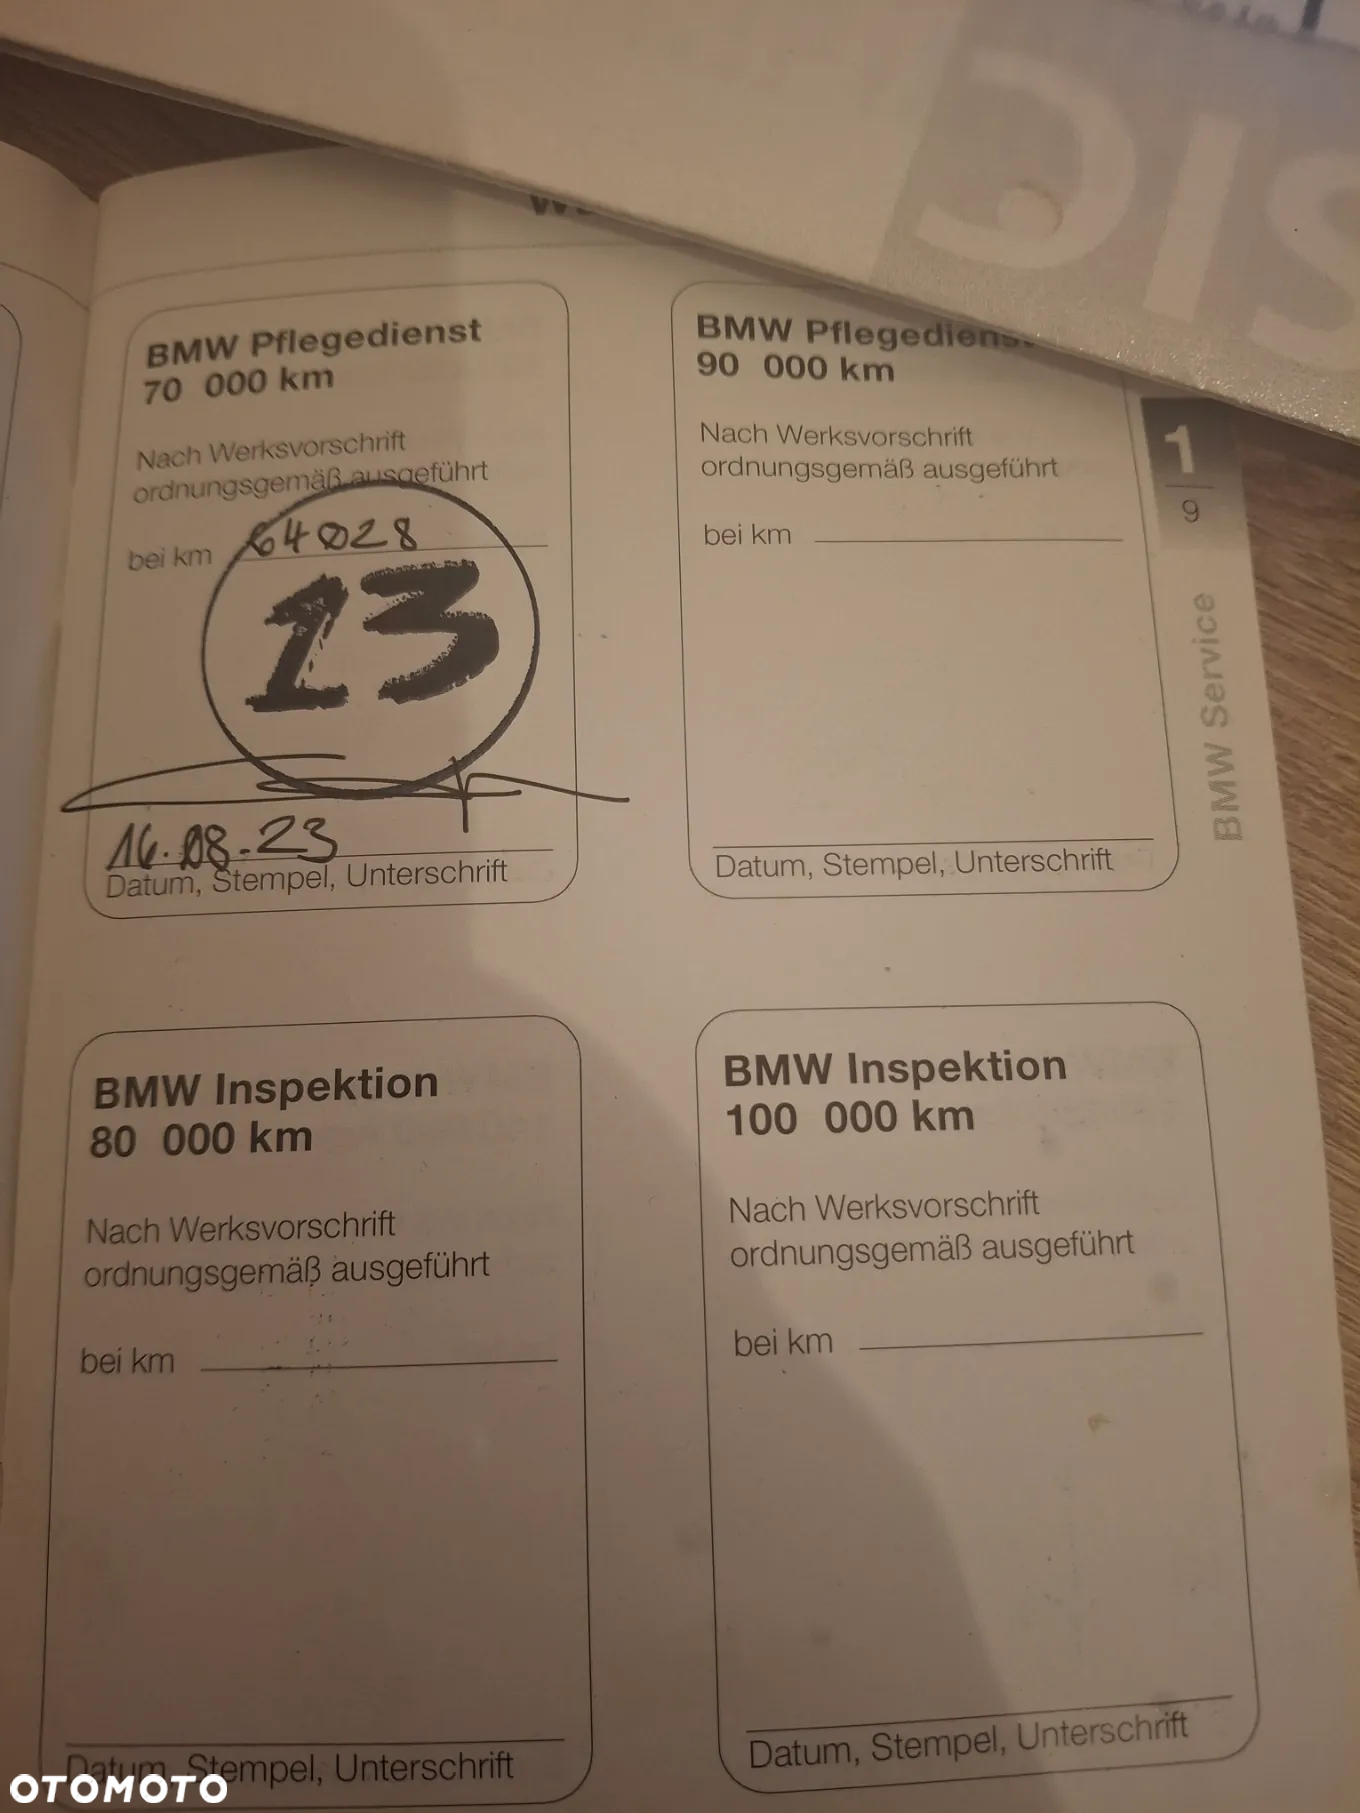 BMW Pflegedienst
70 000 km
Nach Werksvorschrift
ordnungsgemäß ausgeführt
bei km 64028
13
16.08.23
Datum, Stempel, Unterschrift
BMW Pflegedienst
90 000 km
Nach Werksvorschrift
ordnungsgemäß ausgeführt
bei km
Datum, Stempel, Unterschrift
1
9
BMW Service
BMW Inspektion
80 000 km
Nach Werksvorschrift
ordnungsgemäß ausgeführt
bei km
Datum, Stempel, Unterschrift
BMW Inspektion
100 000 km
Nach Werksvorschrift
ordnungsgemäß ausgeführt
bei km
Datum, Stempel, Unterschrift
OTOMOTO